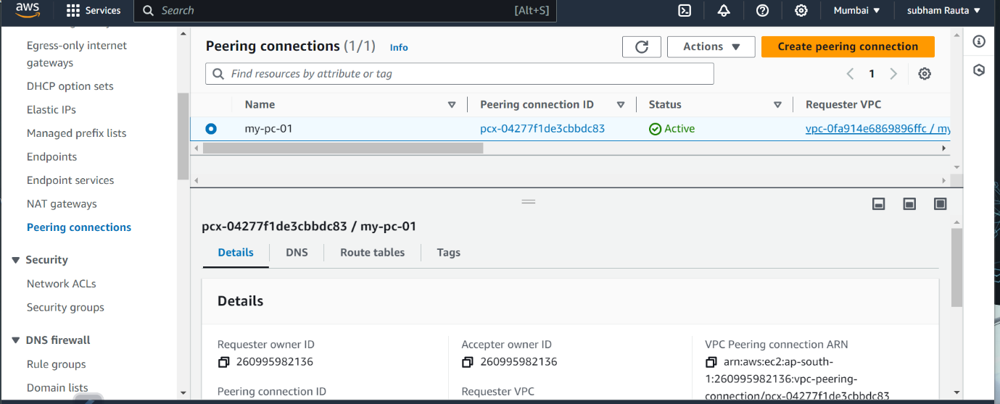 aws Services Search [Alt+S] Mumbai subham Rauta
Egress-only internet
gateways
DHCP option sets
Elastic IPs
Managed prefix lists
Endpoints
Endpoint services
NAT gateways
Peering connections
Security
Network ACLs
Security groups
DNS firewall
Rule groups
Domain lists
Peering connections (1/1) Info Actions Create peering connection
Find resources by attribute or tag 1
Name Peering connection ID Status Requester VPC
my-pc-01 pcx-04277f1de3cbbdc83 Active vpc-0fa914e6869896ffc / my
pcx-04277f1de3cbbdc83 / my-pc-01
Details DNS Route tables Tags
Details
Requester owner ID
260995982136
Peering connection ID
Accepter owner ID
260995982136
Requester VPC
VPC Peering connection ARN
arn:aws:ec2:ap-south-
1:260995982136:vpc-peering-
connection/pcx-04277f1de3cbbdc83